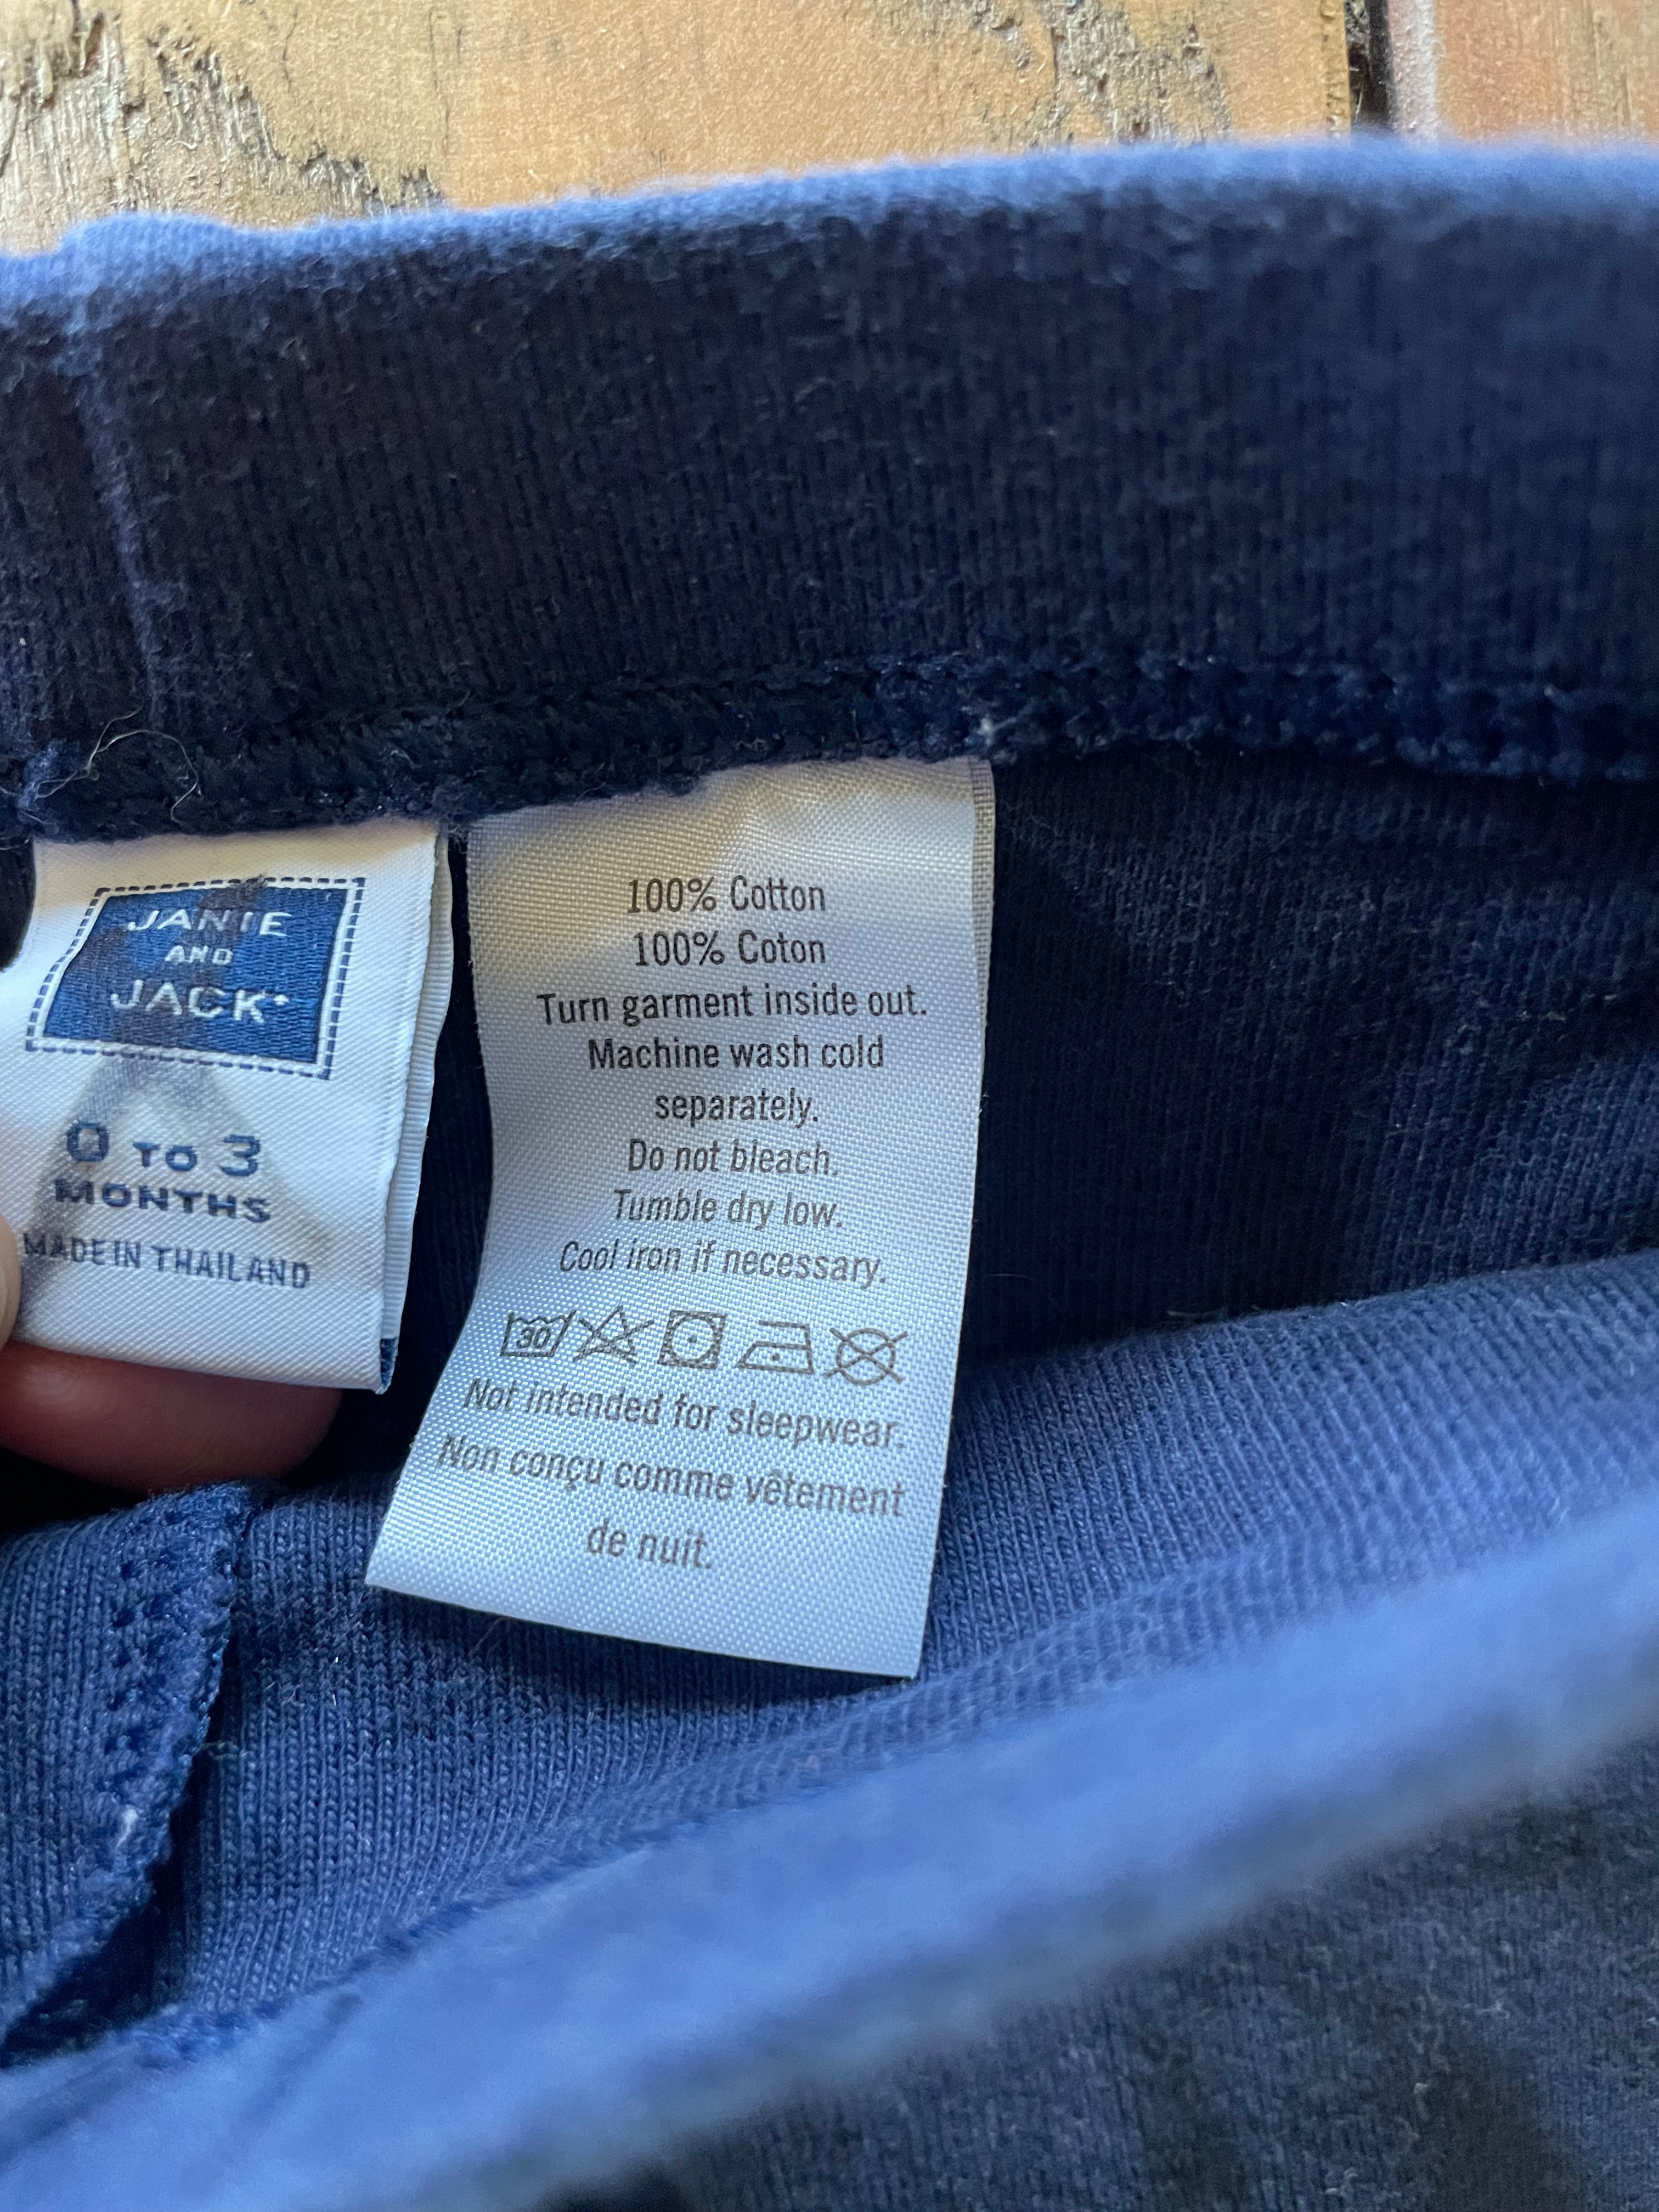 JANIE
AND
JACK
0 TO 3
MONTHS
MADE IN THAILAND
100% Cotton
100% Coton
Turn garment inside out.
Machine wash cold
separately.
Do not bleach.
Tumble dry low.
Cool iron if necessary.
30
Not intended for sleepwear.
Non conçu comme vêtement
de nuit.